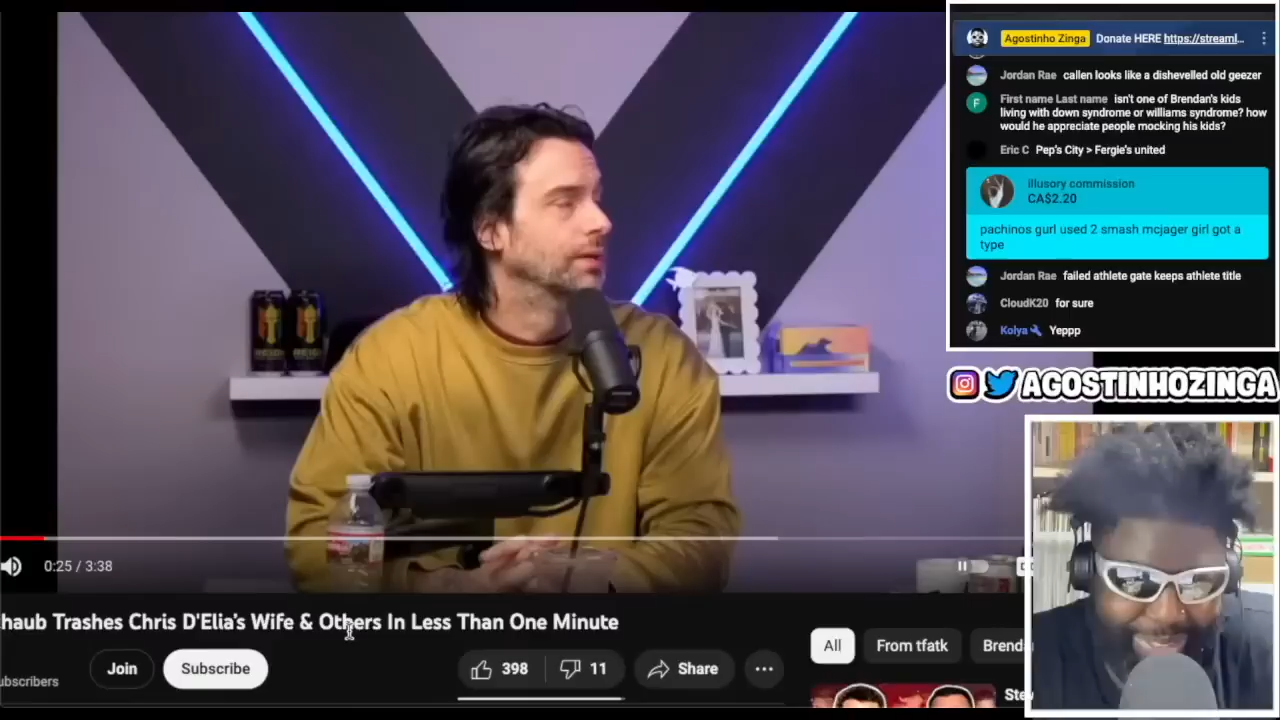 Agostinho Zinga Donate HERE https://streaml...
Jordan Rae callen looks like a dishevelled old geezer
First name Last name isn't one of Brendan's kids
living with down syndrome or williams syndrome? how
would he appreciate people mocking his kids?
Eric C Pep's City > Fergie's united
illusory commission
CA$2.20
pachinos gurl used 2 smash mcjager girl got a
type
Jordan Rae failed athlete gate keeps athlete title
CloudK20 for sure
Kolya Yeppp
AGOSTINHOZINGA
F
REIGN
0:25 / 3:38
haub Trashes Chris D'Elia's Wife & Others In Less Than One Minute
ubscribers
Join
Subscribe
398
11
Share
All
From tfatk
Brenda
Stev